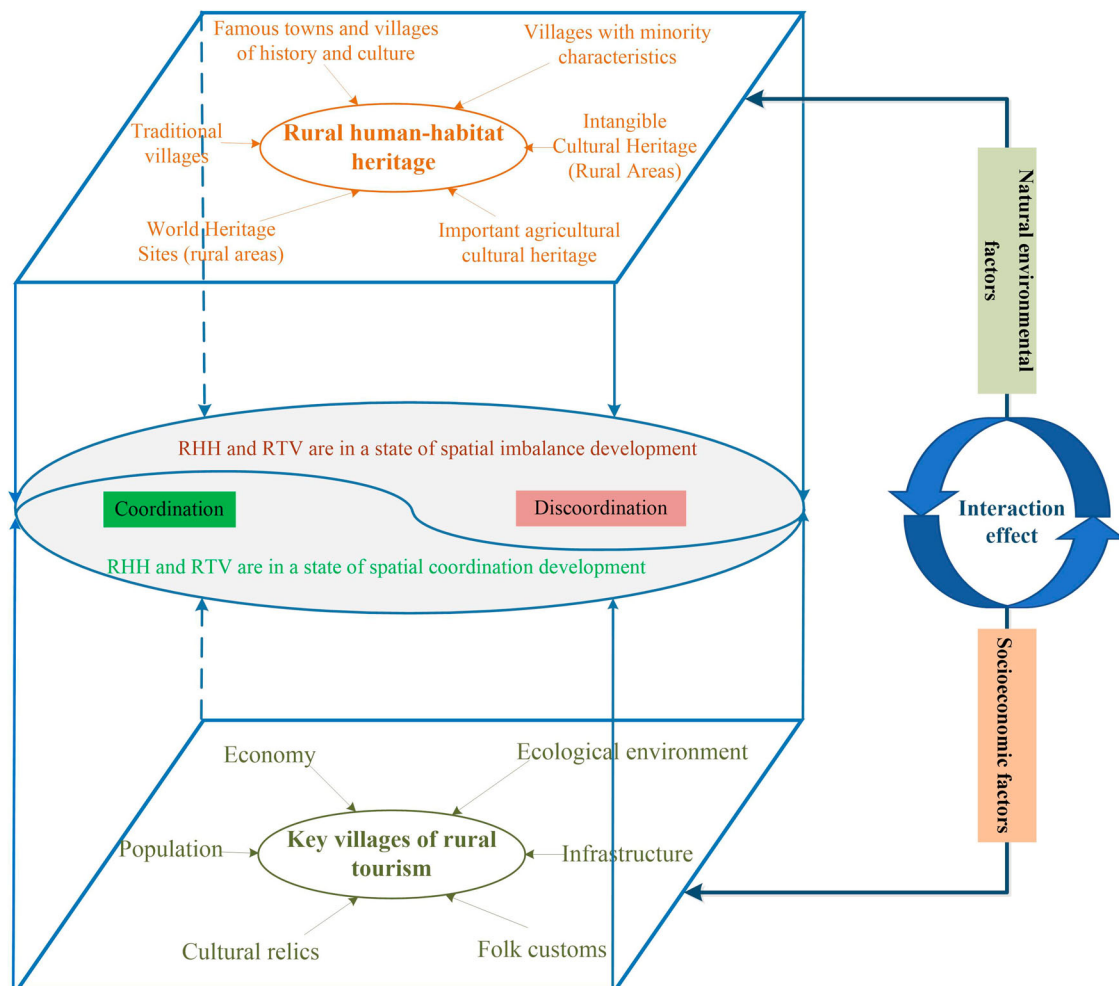 Famous towns and villages
of history and culture
Villages with minority
characteristics
Traditional
villages
Rural human-habitat
heritage
Intangible
Cultural Heritage
(Rural Areas)
World Heritage
Sites (rural areas)
Important agricultural
cultural heritage
Natural environmental
factors
RHH and RTV are in a state of spatial imbalance development
Coordination
Discoordination
RHH and RTV are in a state of spatial coordination development
Interaction
effect
Socioeconomic factors
Economy
Ecological environment
Population
Key villages of rural
tourism
Infrastructure
Cultural relics
Folk customs